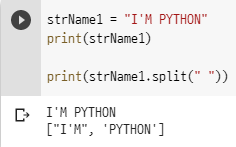 strName1 = "I'M PYTHON"
print(strName1)
print(strName1.split(" "))
I'M PYTHON
["I'M", 'PYTHON']